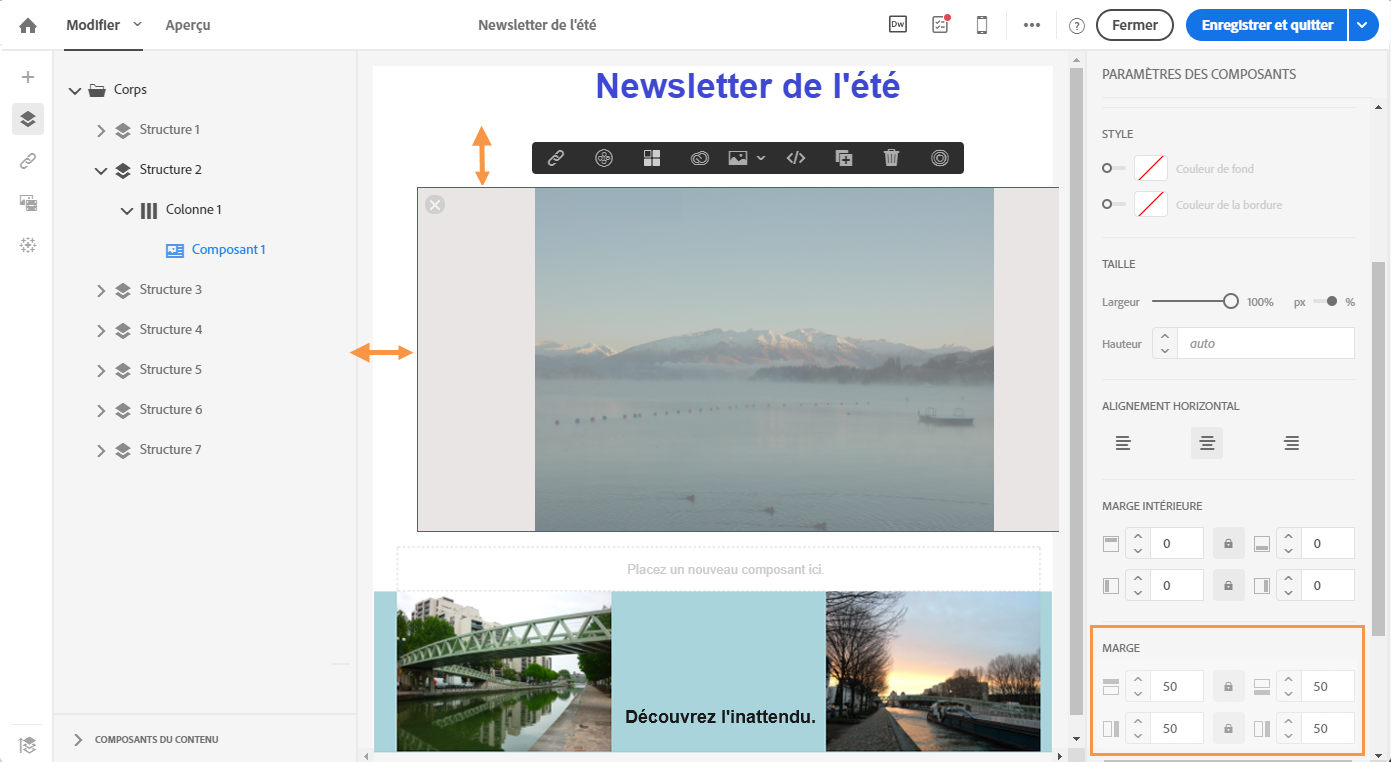 Modifier
Aperçu
Newsletter de l'été
Dw
Fermer
Enregistrer et quitter
Corps
Structure 1
Structure 2
Colonne 1
Composant 1
Structure 3
Structure 4
Structure 5
Structure 6
Structure 7
COMPOSANTS DU CONTENU
Newsletter de l'été
Placez un nouveau composant ici.
Découvrez l'inattendu.
PARAMÈTRES DES COMPOSANTS
STYLE
Couleur de fond
Couleur de la bordure
TAILLE
Largeur 100% px %
Hauteur auto
ALIGNEMENT HORIZONTAL
MARGE INTÉRIEURE
0 0
0 0
MARGE
50 50
50 50